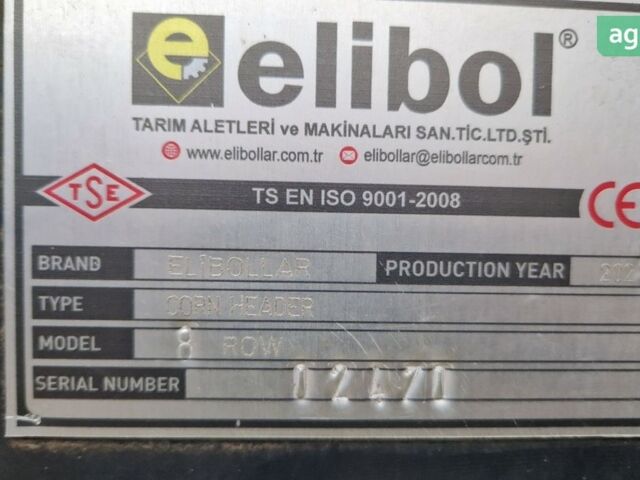 ag
e elibol®
TARIM ALETLERİ ve MAKİNALARI SAN.TİC.LTD.ŞTİ.
www.elibollar.com.tr elibollar@elibollarcom.tr
TSE TS EN ISO 9001-2008 CE
BRAND ELİBOLLAR PRODUCTION YEAR
TYPE CORN HEADER
MODEL 8 ROW
SERIAL NUMBER 02470